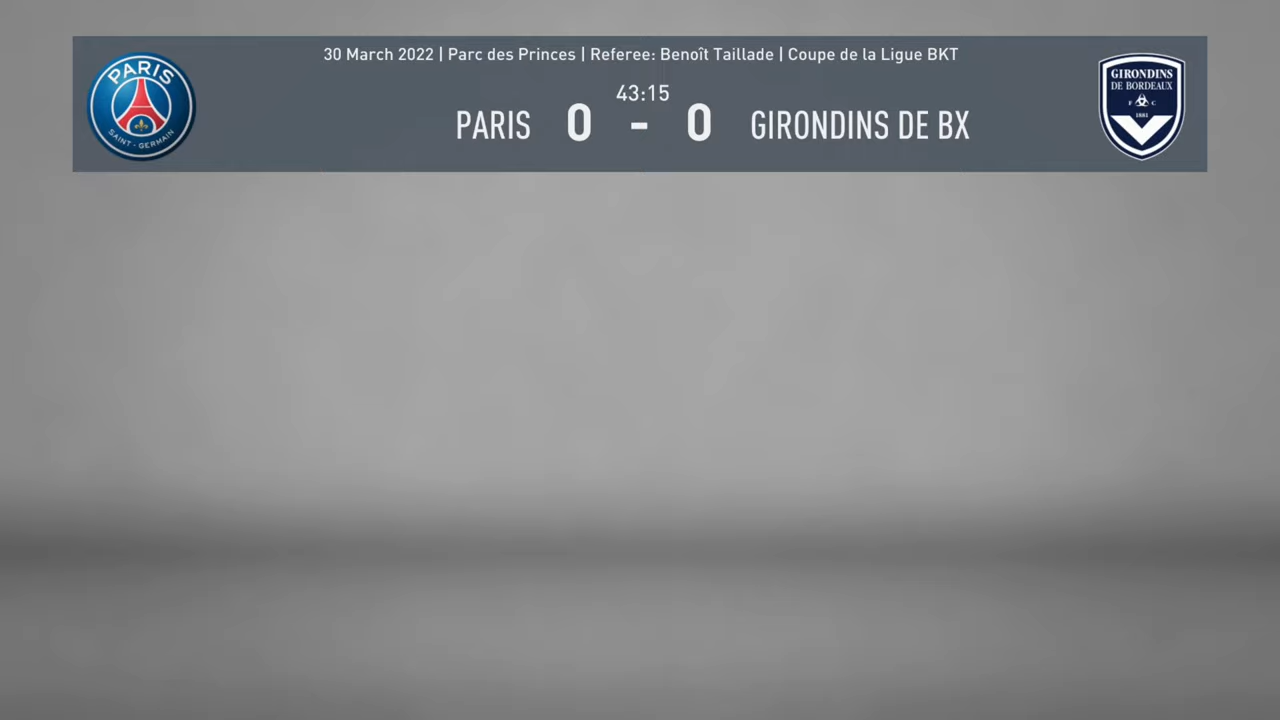 30 March 2022 | Parc des Princes | Referee: Benoît Taillade | Coupe de la Ligue BKT
43:15
PARIS 0 - 0 GIRONDINS DE BX
PARIS
SAINT-GERMAIN
GIRONDINS
DE BORDEAUX
F C
1881